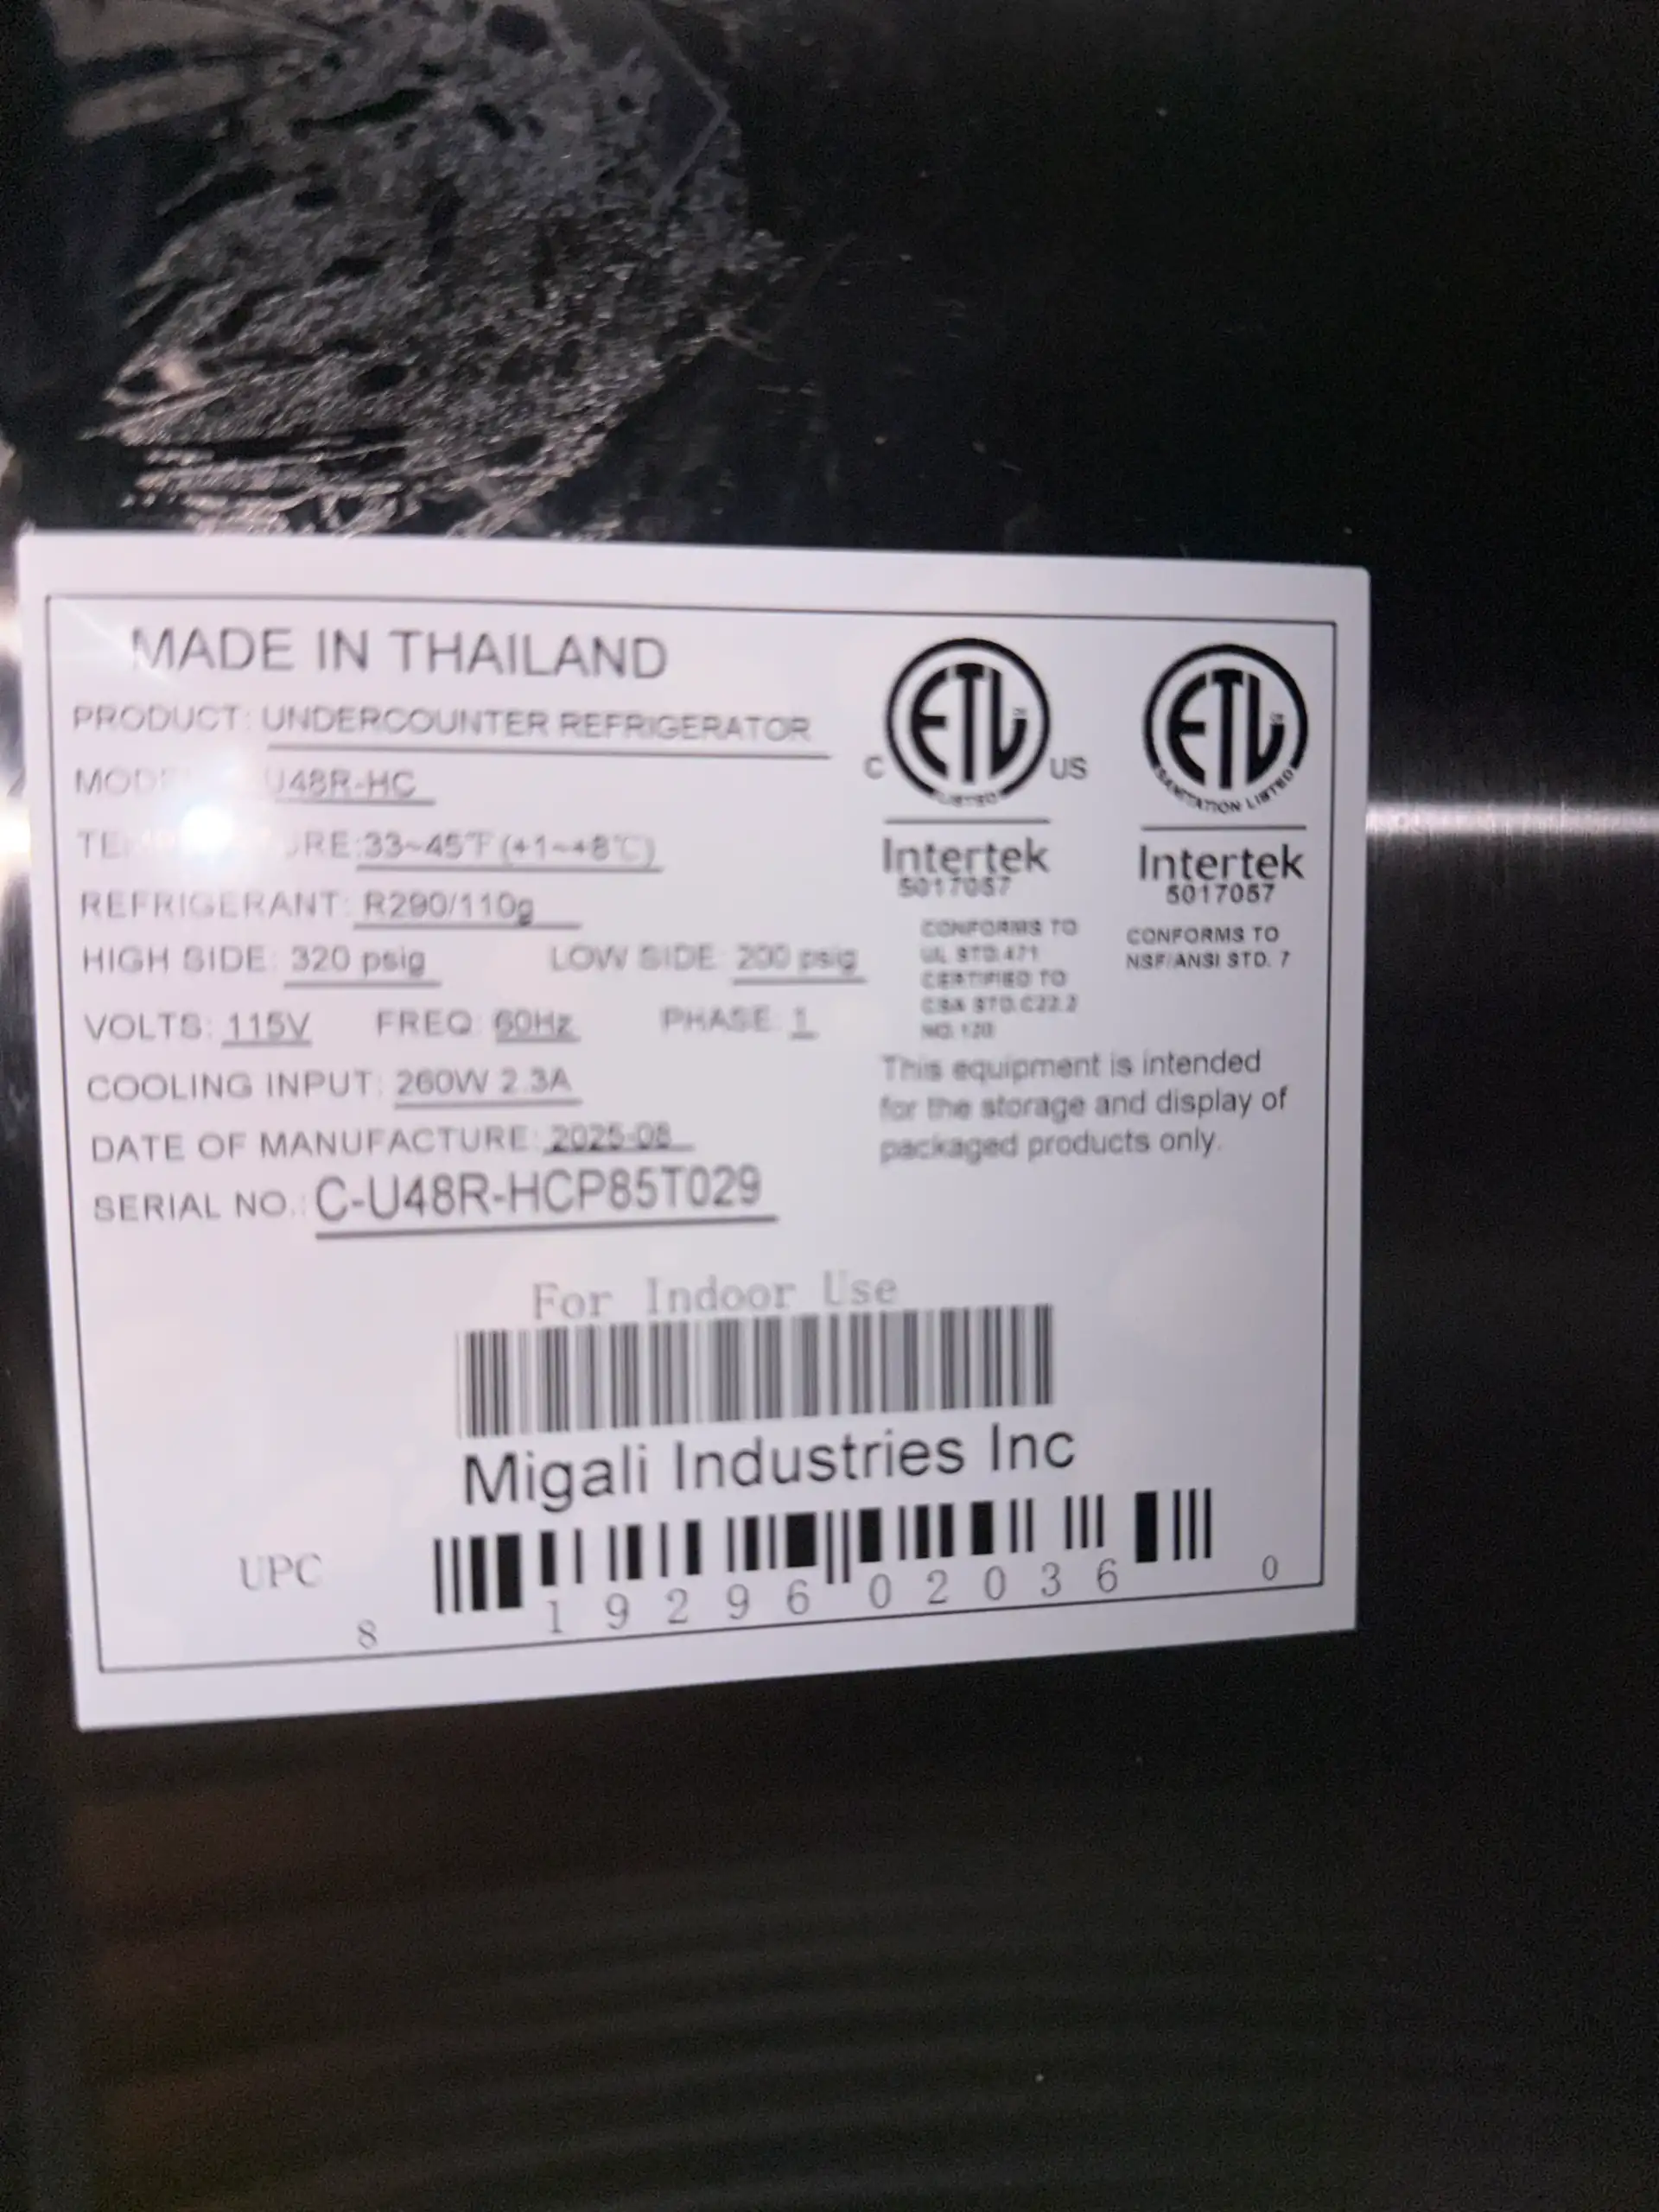 MADE IN THAILAND
PRODUCT: UNDERCOUNTER REFRIGERATOR
U48R-HC
33~45°F (+1~+8°C)
REFRIGERANT: R290/110g
HIGH SIDE: 320 psig LOW SIDE: 200 psig
VOLTS: 115V FREQ: 60Hz PHASE: 1
COOLING INPUT: 260W 2.3A
DATE OF MANUFACTURE: 2025-08
SERIAL NO.: C-U48R-HCP85T029
ETL
C US
LISTED
Intertek
5017057
CONFORMS TO
UL STD.471
CERTIFIED TO
CSA STD.C22.2
NO.120
ETL
SANITATION LISTED
Intertek
5017057
CONFORMS TO
NSF/ANSI STD. 7
This equipment is intended
for the storage and display of
packaged products only.
For Indoor Use
Migali Industries Inc
UPC
8 19296 02036 0